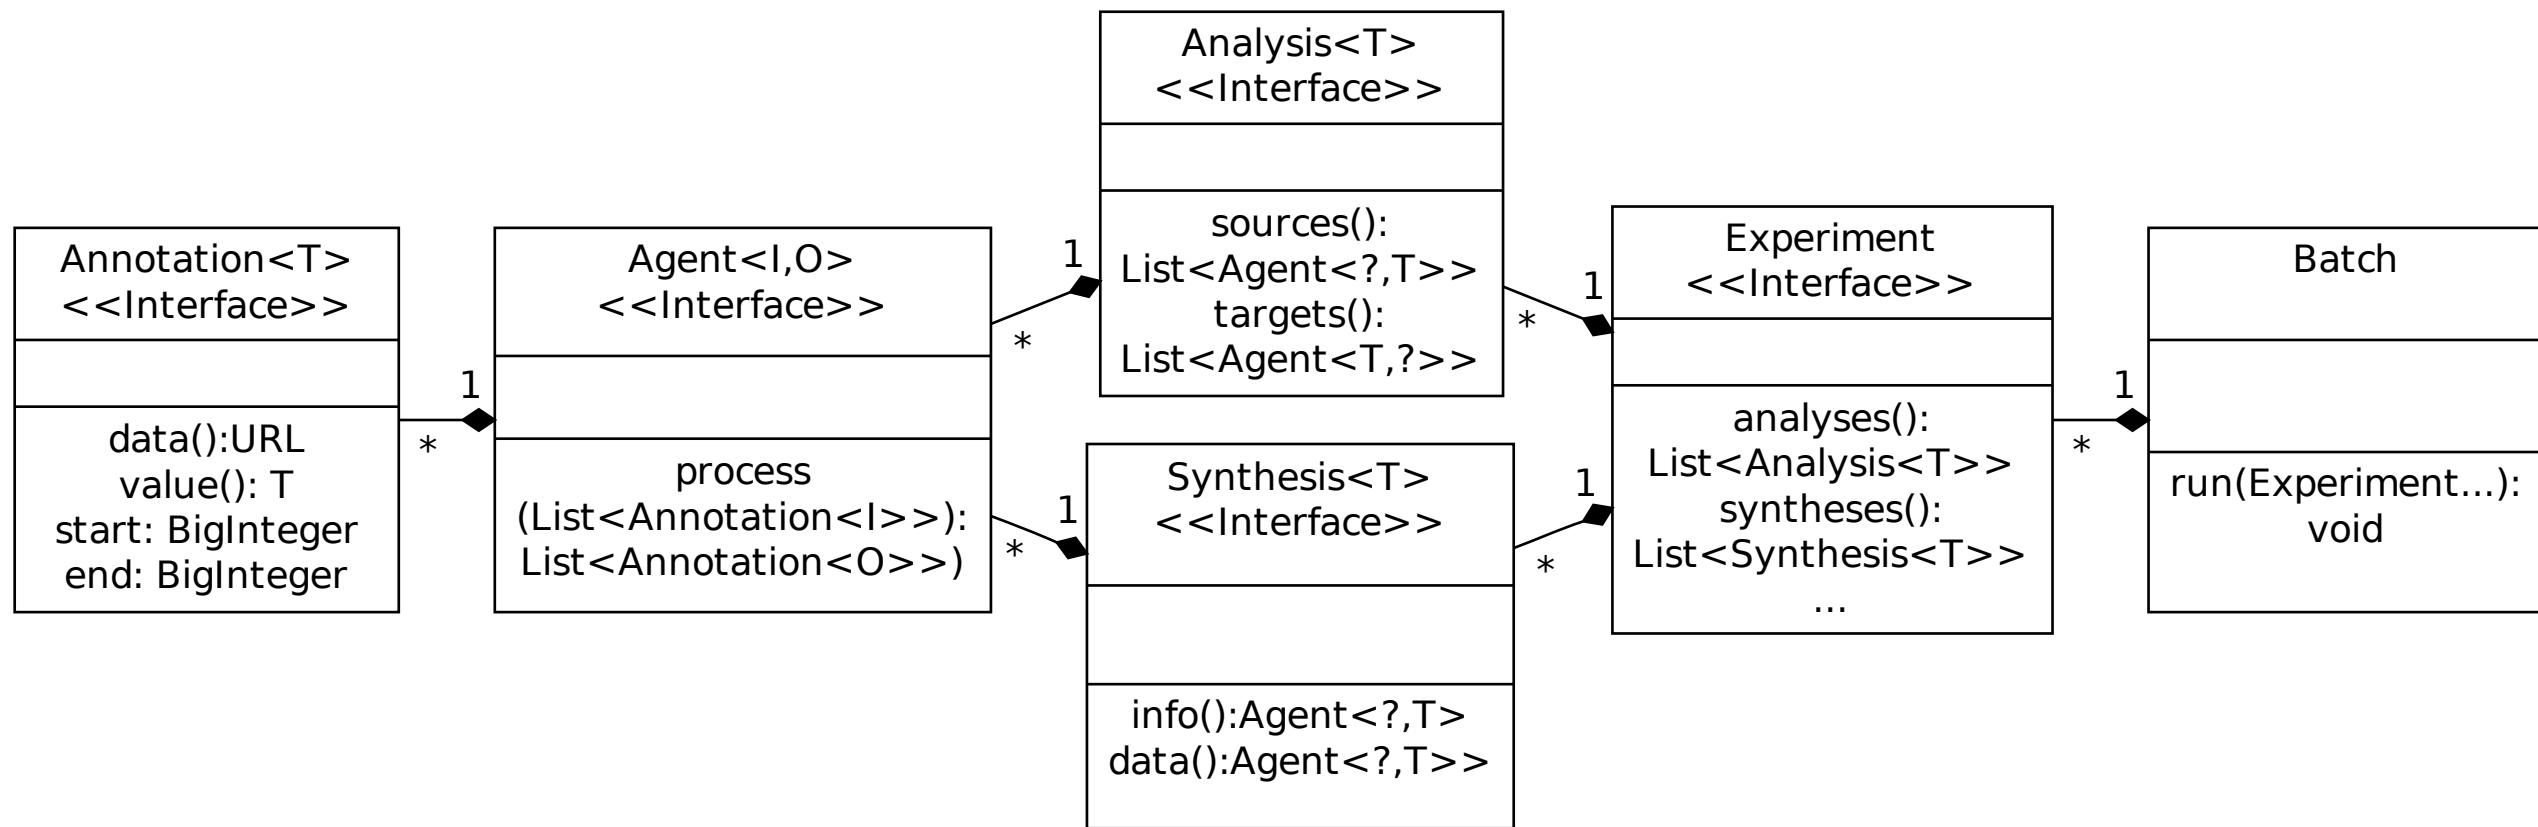 Annotation<T>
<<Interface>>
data():URL
value(): T
start: BigInteger
end: BigInteger
1
*
Agent<I,O>
<<Interface>>
process
(List<Annotation<I>>):
List<Annotation<O>>)
1
*
1
*
Analysis<T>
<<Interface>>
sources():
List<Agent<?,T>>
targets():
List<Agent<T,?>>
Synthesis<T>
<<Interface>>
info():Agent<?,T>
data():Agent<?,T>>
1
*
1
*
Experiment
<<Interface>>
analyses():
List<Analysis<T>>
syntheses():
List<Synthesis<T>>
...
1
*
Batch
run(Experiment...):
void